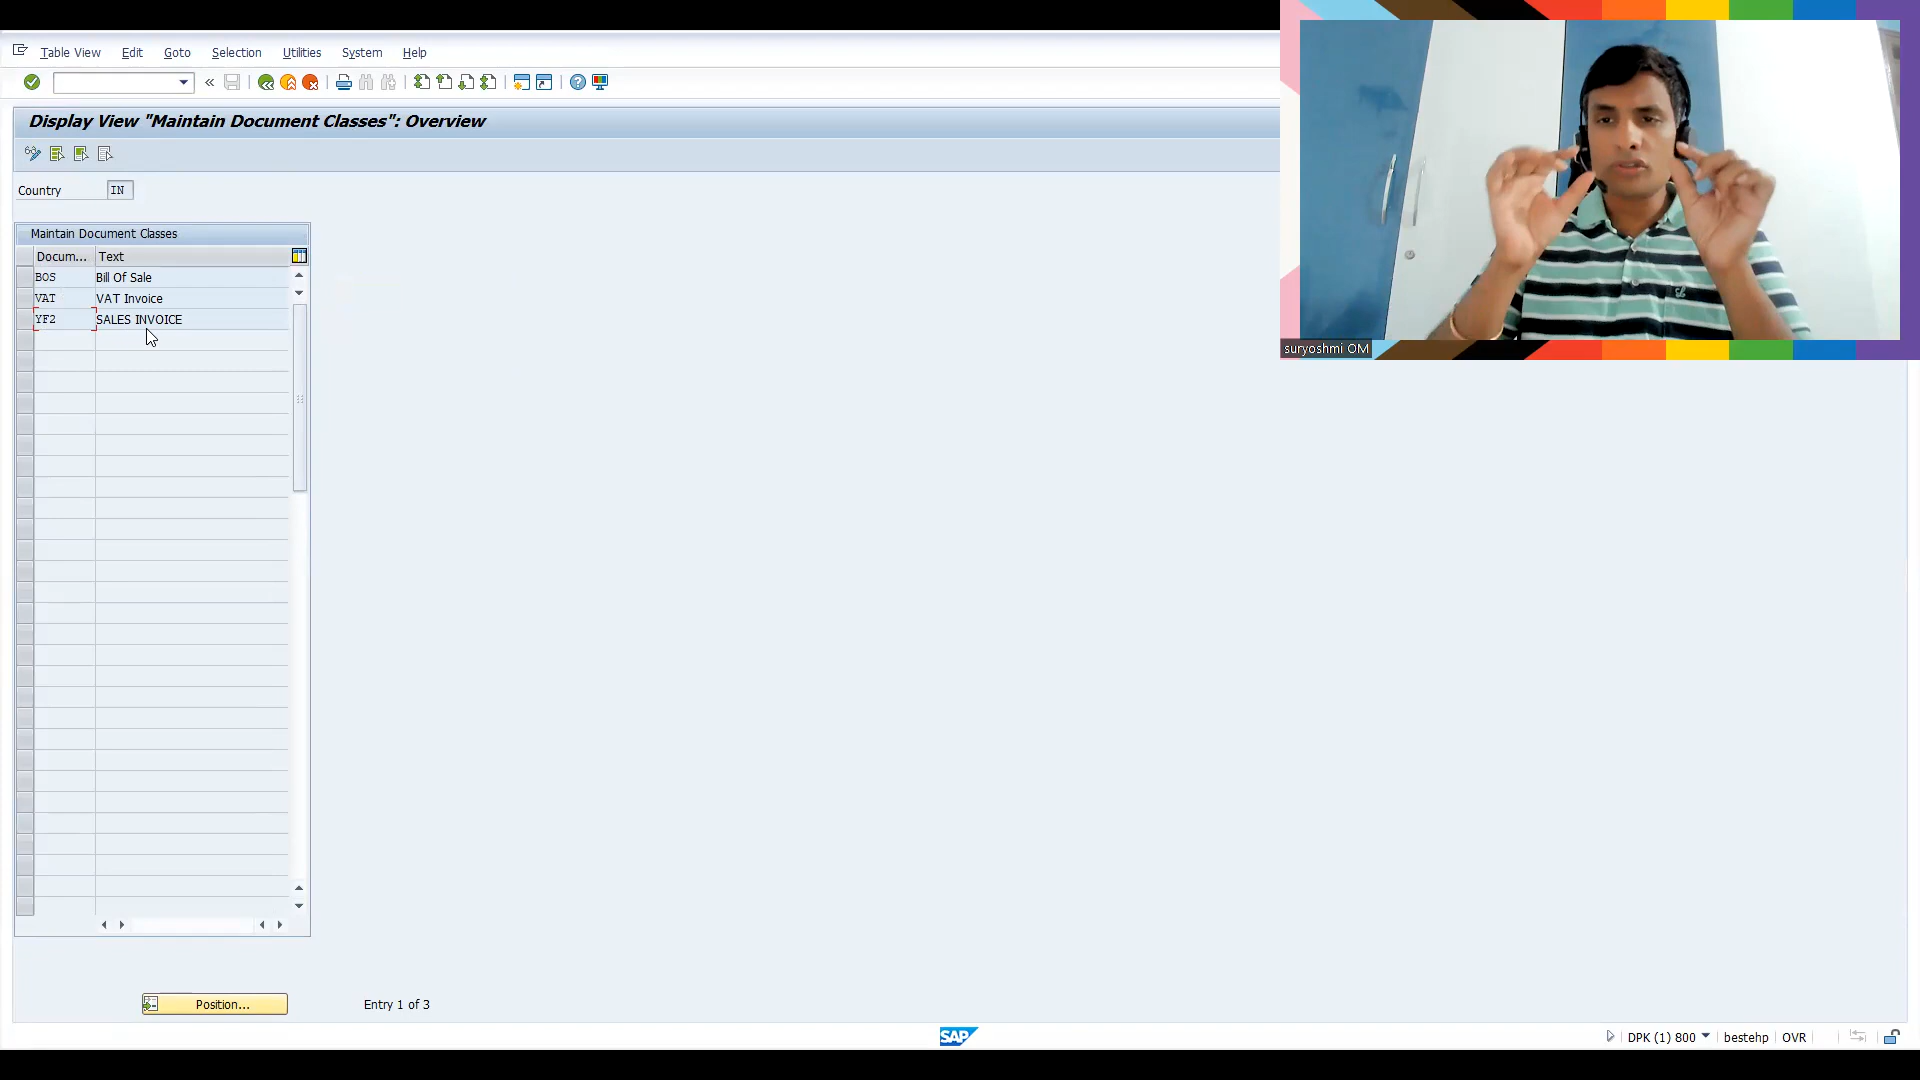 Table View Edit Goto Selection Utilities System Help
Display View "Maintain Document Classes": Overview
Country IN
Maintain Document Classes
Docum... Text
BOS Bill Of Sale
VAT VAT Invoice
YF2 SALES INVOICE
Position... Entry 1 of 3
SAP
DPK (1) 800 bestehp OVR
suryoshmi OM